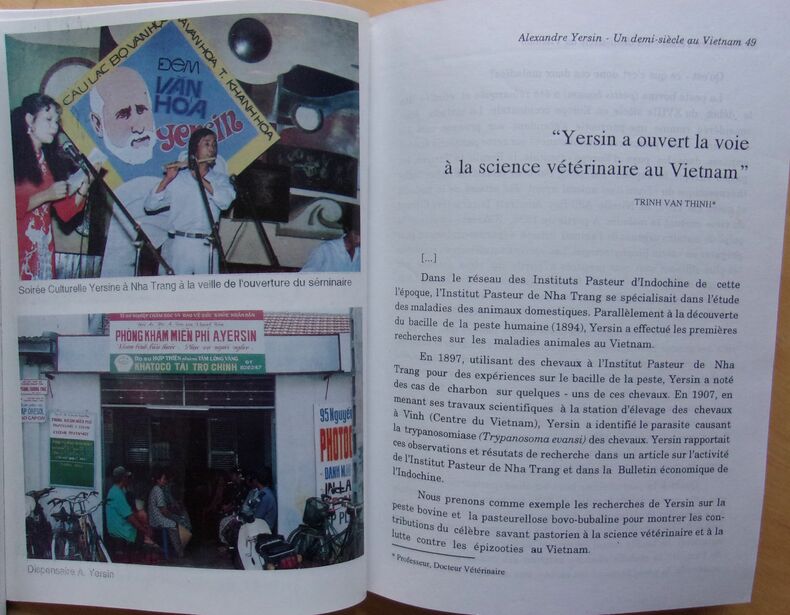 CÂU LẠC BỘ VĂN HÓA
VĂN HÓA T. KHÁNH HÒA
ĐÊM
VĂN
HÓA
yersin
Soirée Culturelle Yersine à Nha Trang à la veille de l'ouverture du séminaire
PHÒNG KHÁM MIỄN PHÍ A.YERSIN
KHATOCO TÀI TRỢ CHÍNH
95 Nguyễn
PHOTO
Dispensaire A. Yersin
Alexandre Yersin - Un demi-siècle au Vietnam 49
“Yersin a ouvert la voie
à la science vétérinaire au Vietnam”
TRINH VAN THINH*
[...]
Dans le réseau des Instituts Pasteur d'Indochine de cette
l'époque, l'Institut Pasteur de Nha Trang se spécialisait dans l'étude
des maladies des animaux domestiques. Parallèlement à la découverte
du bacille de la peste humaine (1894), Yersin a effectué les premières
recherches sur les maladies animales au Vietnam.
En 1897, utilisant des chevaux à l'Institut Pasteur de Nha
Trang pour des expériences sur le bacille de la peste, Yersin a noté
des cas de charbon sur quelques - uns de ces chevaux. En 1907, en
menant ses travaux scientifiques à la station d'élevage des chevaux
à Vinh (Centre du Vietnam), Yersin a identifié le parasite causant
la trypanosomiase (Trypanosoma evansi) des chevaux. Yersin rapportait
ces observations et résutats de recherche dans un article sur l'activité
de l'Institut Pasteur de Nha Trang et dans la Bulletin économique de
l'Indochine.
Nous prenons comme exemple les recherches de Yersin sur la
peste bovine et la pasteurellose bovo-bubaline pour montrer les con-
tributions du célèbre savant pastorien à la science vétérinaire et à la
lutte contre les épizooties au Vietnam.
* Professeur, Docteur Vétérinaire